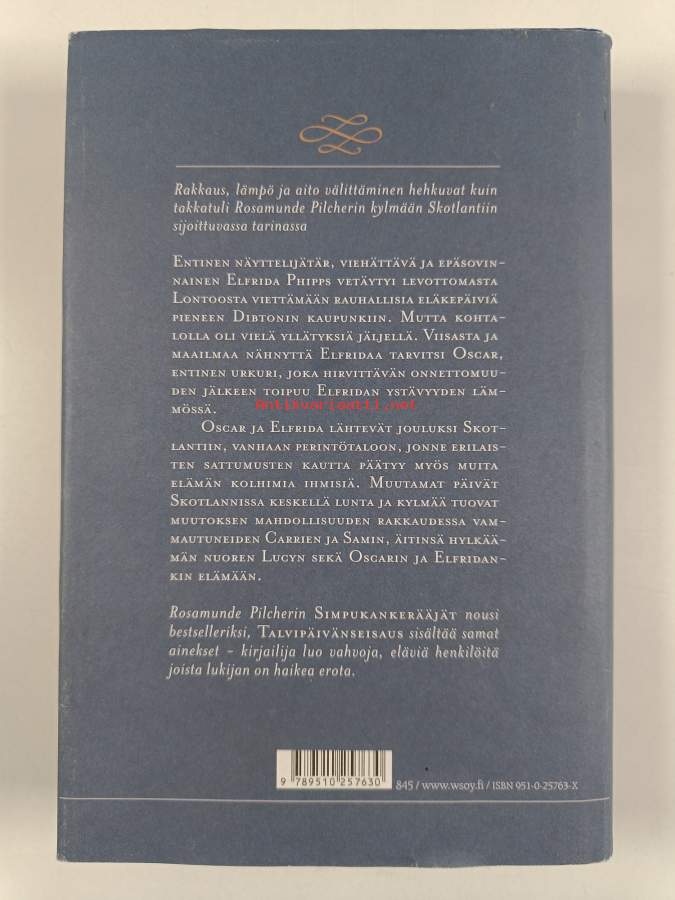 Rakkaus, lämpö ja aito välittäminen hehkuvat kuin
takkatuli Rosamunde Pilcherin kylmään Skotlantiin
sijoittuvassa tarinassa
Entinen näyttelijätär, viehättävä ja epäsovin-
nainen Elfrida Phipps vetäytyi levottomasta
Lontoosta viettämään rauhallisia eläkepäiviä
pieneen Dibtonin kaupunkiin. Mutta kohta-
lolla oli vielä yllätyksiä jäljellä. Viisasta ja
maailmaa nähnyttä Elfridaa tarvitsi Oscar,
entinen urkuri, joka hirvittävän onnettomuu-
den jälkeen toipuu Elfridan ystävyyden läm-
mössä.
Antikvariaatti.net
Oscar ja Elfrida lähtevät jouluksi Skot-
lantiin, vanhaan perintötaloon, jonne erilais-
ten sattumusten kautta päätyy myös muita
elämän kolhimia ihmisiä. Muutamat päivät
Skotlannissa keskellä lunta ja kylmää tuovat
muutoksen mahdollisuuden rakkaudessa vam-
mautuneiden Carrien ja Samin, äitinsä hylkää-
män nuoren Lucyn sekä Oscarin ja Elfridan-
kin elämään.
Rosamunde Pilcherin Simpukankerääjät nousi
bestselleriksi, Talvipäivänseisaus sisältää samat
ainekset – kirjailija luo vahvoja, eläviä henkilöitä
joista lukijan on haikea erota.
9 789510 257630
845 / www.wsoy.fi / ISBN 951-0-25763-X